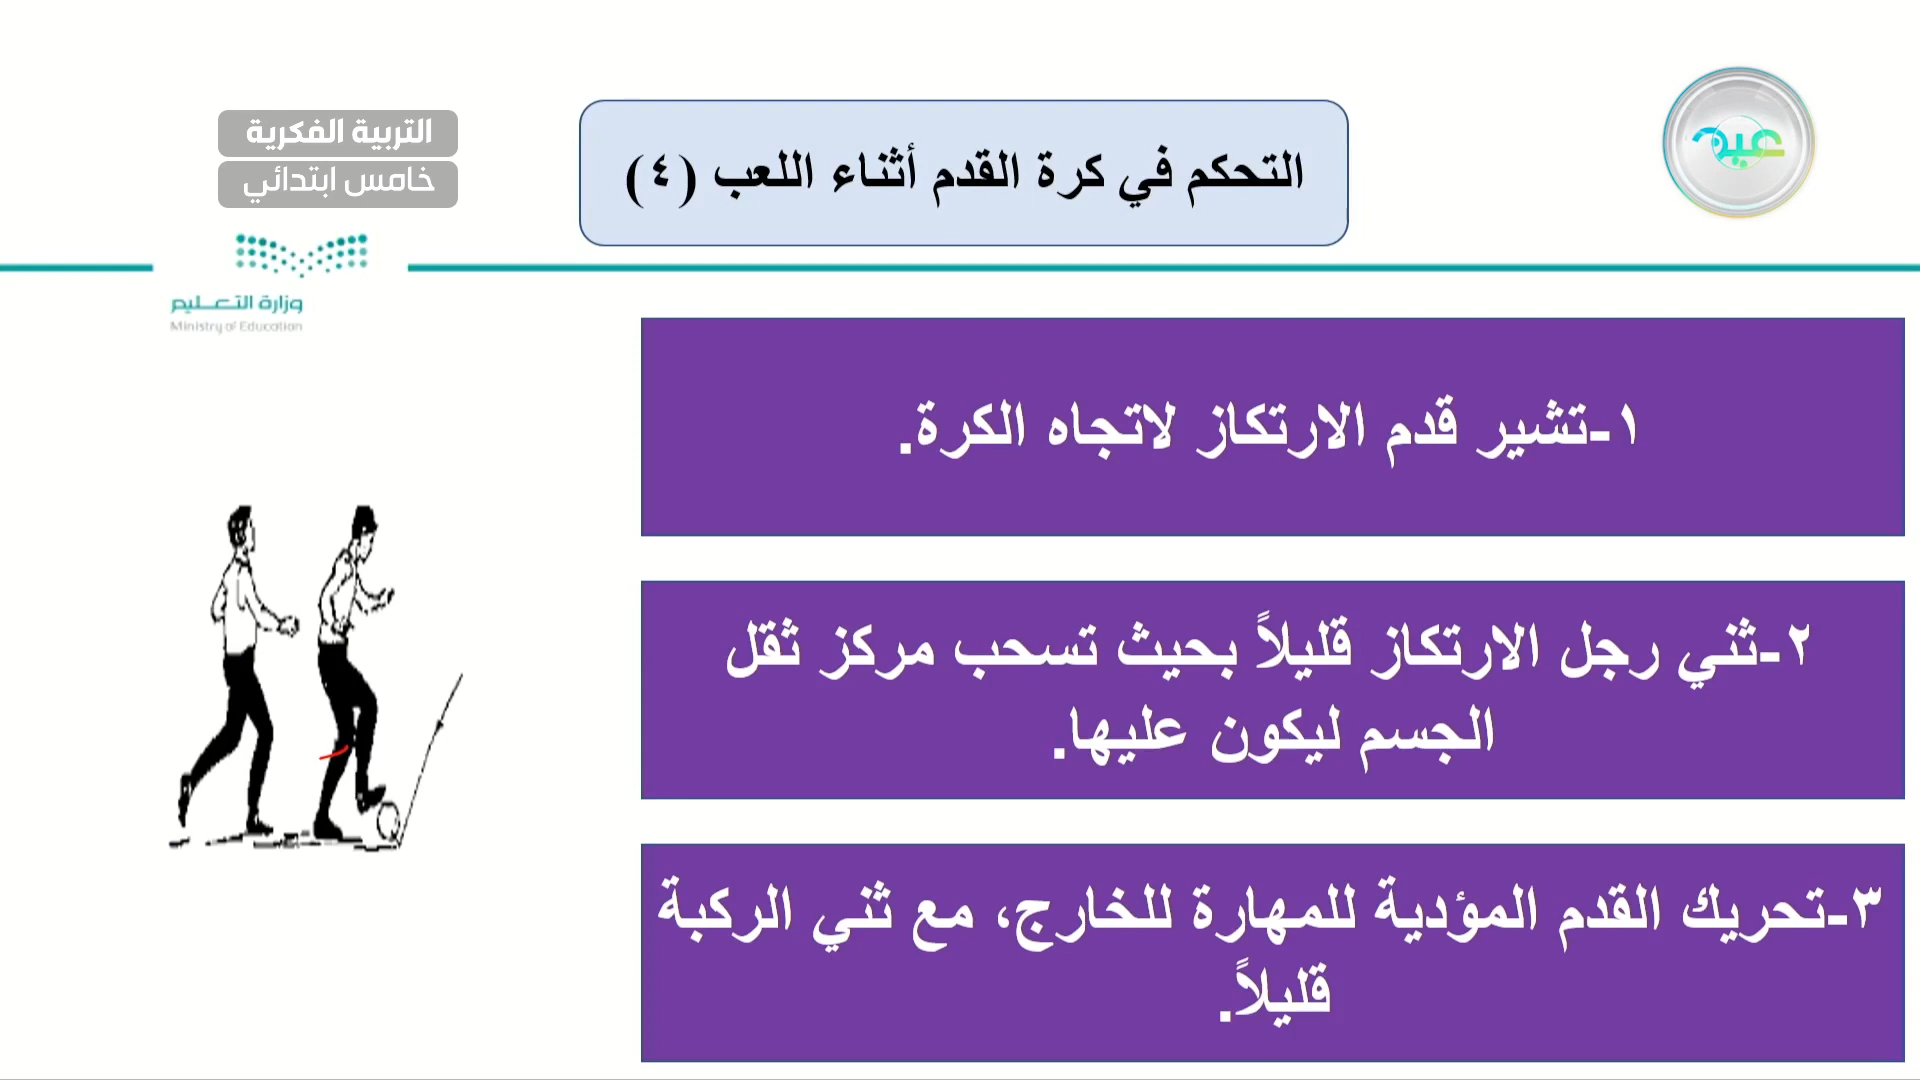 التربية الفكرية
خامس ابتدائي
التحكم في كرة القدم أثناء اللعب (٤)
عين
وزارة التعليم
Ministry of Education
١-تشير قدم الارتكاز لاتجاه الكرة.
٢-ثني رجل الارتكاز قليلاً بحيث تسحب مركز ثقل
الجسم ليكون عليها.
٣-تحريك القدم المؤدية للمهارة للخارج، مع ثني الركبة
قليلاً.